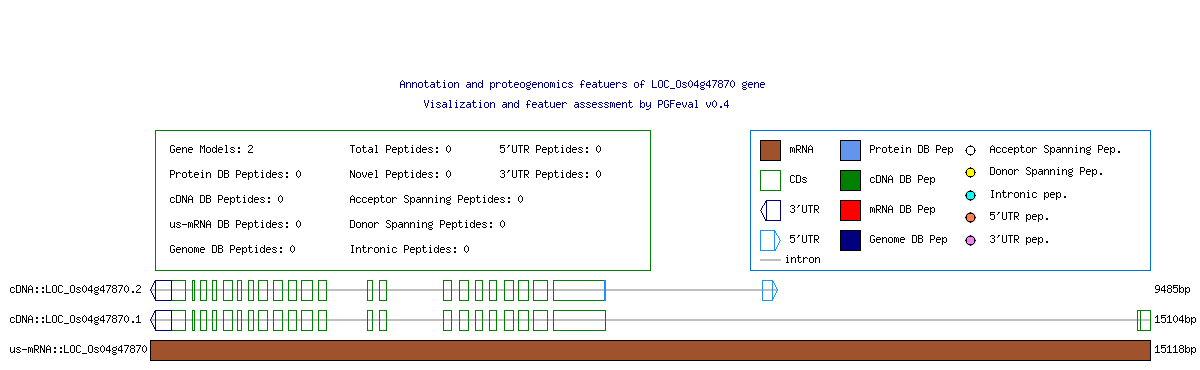 Annotation and proteogenomics featuers of LOC_Os04g47870 gene
Visalization and featuer assessment by PGFeval v0.4
Gene Models: 2 Total Peptides: 0 5'UTR Peptides: 0
Protein DB Peptides: 0 Novel Peptides: 0 3'UTR Peptides: 0
cDNA DB Peptides: 0 Acceptor Spanning Peptides: 0
us-mRNA DB Peptides: 0 Donor Spanning Peptides: 0
Genome DB Peptides: 0 Intronic Peptides: 0
mRNA Protein DB Pep Acceptor Spanning Pep.
CDs cDNA DB Pep Donor Spanning Pep.
3'UTR mRNA DB Pep Intronic pep.
5'UTR Genome DB Pep 5'UTR pep.
intron 3'UTR pep.
cDNA::LOC_Os04g47870.2 9485bp
cDNA::LOC_Os04g47870.1 15104bp
us-mRNA::LOC_Os04g47870 15118bp